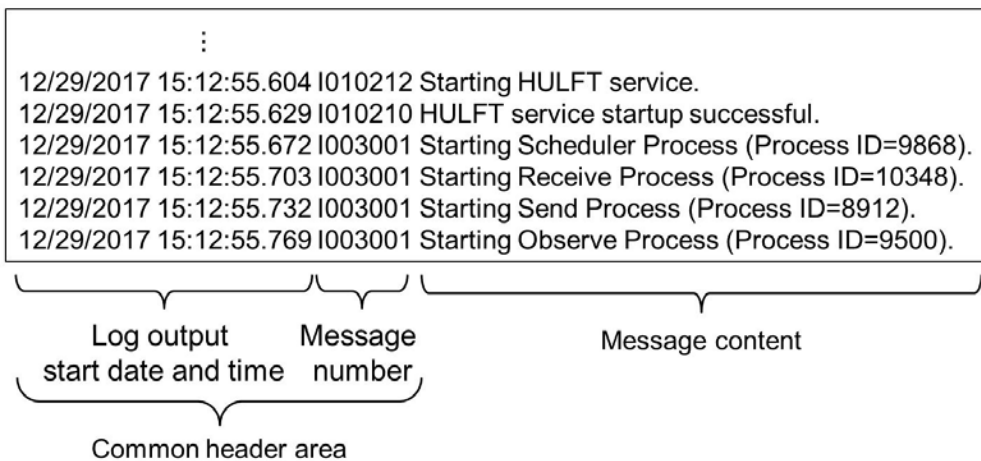 ⋮
12/29/2017 15:12:55.604 I010212 Starting HULFT service.
12/29/2017 15:12:55.629 I010210 HULFT service startup successful.
12/29/2017 15:12:55.672 I003001 Starting Scheduler Process (Process ID=9868).
12/29/2017 15:12:55.703 I003001 Starting Receive Process (Process ID=10348).
12/29/2017 15:12:55.732 I003001 Starting Send Process (Process ID=8912).
12/29/2017 15:12:55.769 I003001 Starting Observe Process (Process ID=9500).
Log output
start date and time
Message
number
Message content
Common header area